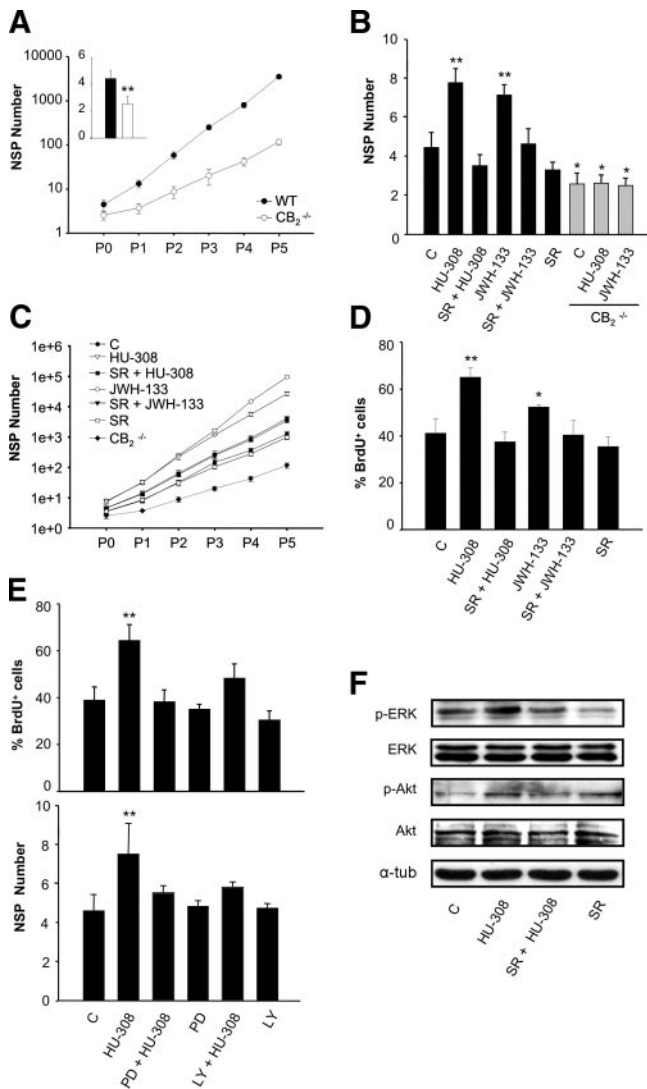 A
NSP Number
10000
1000
100
10
1
6
4
2
0
**
WT
CB₂ -/-
P0 P1 P2 P3 P4 P5
B
NSP Number
10
8
6
4
2
0
** ** * * *
C HU-308 SR + HU-308 JWH-133 SR + JWH-133 SR C HU-308 JWH-133
CB₂ -/-
C
NSP Number
1e+6
1e+5
1e+4
1e+3
1e+2
1e+1
1e+0
C
HU-308
SR + HU-308
JWH-133
SR + JWH-133
SR
CB₂ -/-
P0 P1 P2 P3 P4 P5
D
% BrdU⁺ cells
80
60
40
20
0
** *
C HU-308 SR + HU-308 JWH-133 SR + JWH-133 SR
E
% BrdU⁺ cells
80
60
40
20
0
**
NSP Number
10
8
6
4
2
0
**
C HU-308 PD + HU-308 PD LY + HU-308 LY
F
p-ERK
ERK
p-Akt
Akt
α-tub
C HU-308 SR + HU-308 SR